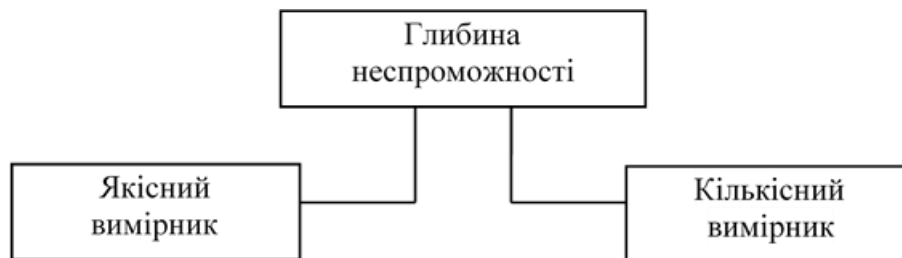 Глибина
неспроможності
Якісний
вимірник
Кількісний
вимірник